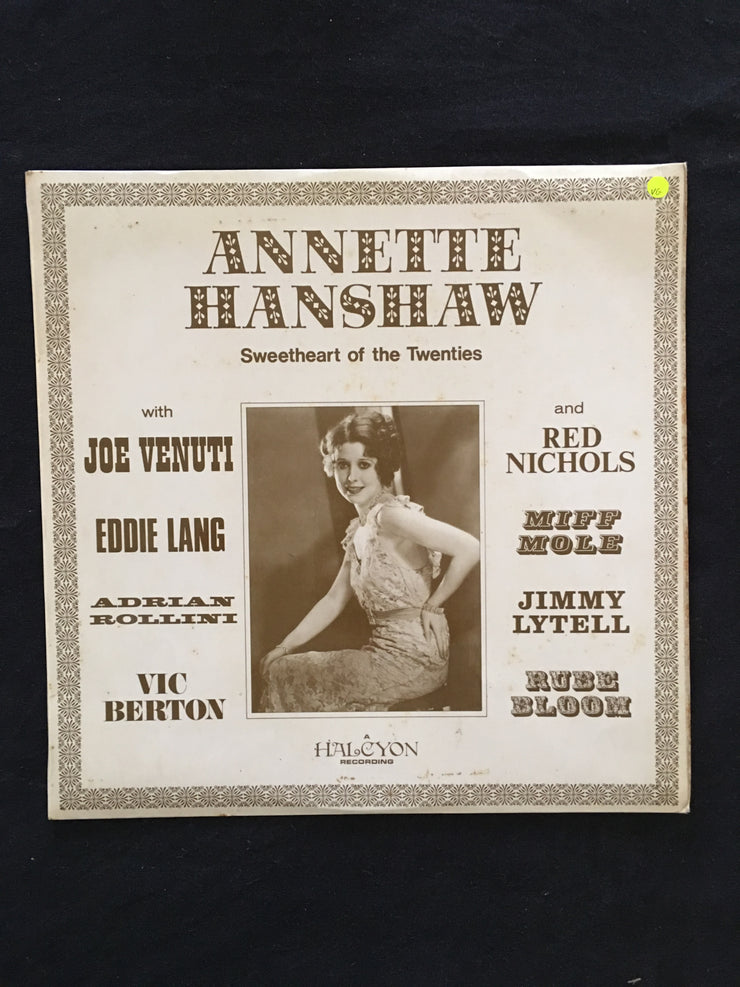 VG
ANNETTE
HANSHAW
Sweetheart of the Twenties
with
JOE VENUTI
EDDIE LANG
ADRIAN
ROLLINI
VIC
BERTON
and
RED
NICHOLS
MIFF
MOLE
JIMMY
LYTELL
RUBE
BLOOM
A
HALCYON
RECORDING